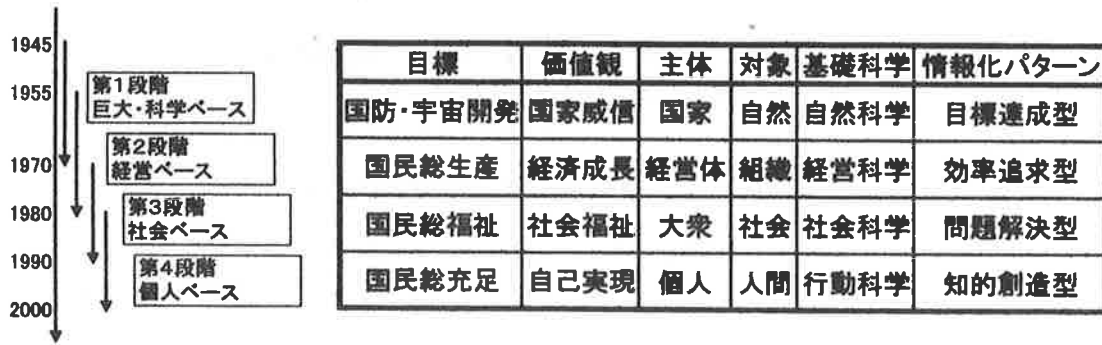 1945
1955
1970
1980
1990
2000
第1段階
巨大・科学ベース
第2段階
経営ベース
第3段階
社会ベース
第4段階
個人ベース
目標 価値観 主体 対象 基礎科学 情報化パターン
国防・宇宙開発 国家威信 国家 自然 自然科学 目標達成型
国民総生産 経済成長 経営体 組織 経営科学 効率追求型
国民総福祉 社会福祉 大衆 社会 社会科学 問題解決型
国民総充足 自己実現 個人 人間 行動科学 知的創造型